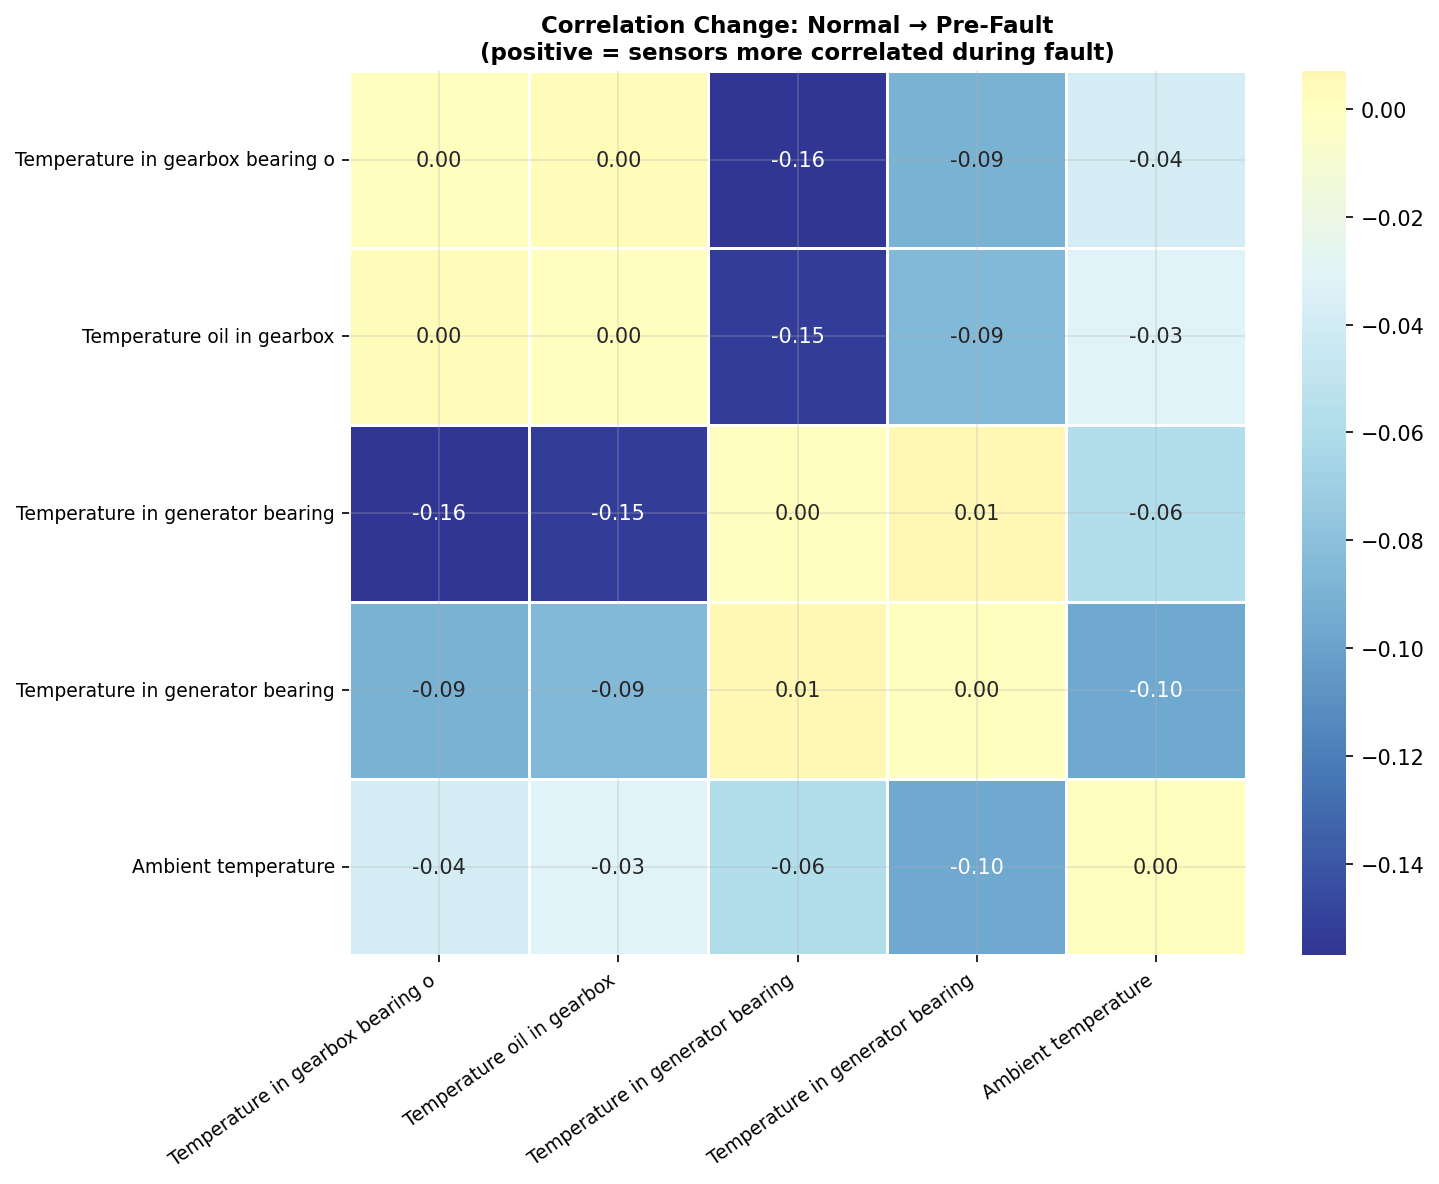 Correlation Change: Normal → Pre-Fault
(positive = sensors more correlated during fault)
Temperature in gearbox bearing o
0.00 0.00 -0.16 -0.09 -0.04
Temperature oil in gearbox
0.00 0.00 -0.15 -0.09 -0.03
Temperature in generator bearing
-0.16 -0.15 0.00 0.01 -0.06
Temperature in generator bearing
-0.09 -0.09 0.01 0.00 -0.10
Ambient temperature
-0.04 -0.03 -0.06 -0.10 0.00
Temperature in gearbox bearing o
Temperature oil in gearbox
Temperature in generator bearing
Temperature in generator bearing
Ambient temperature
0.00
−0.02
−0.04
−0.06
−0.08
−0.10
−0.12
−0.14